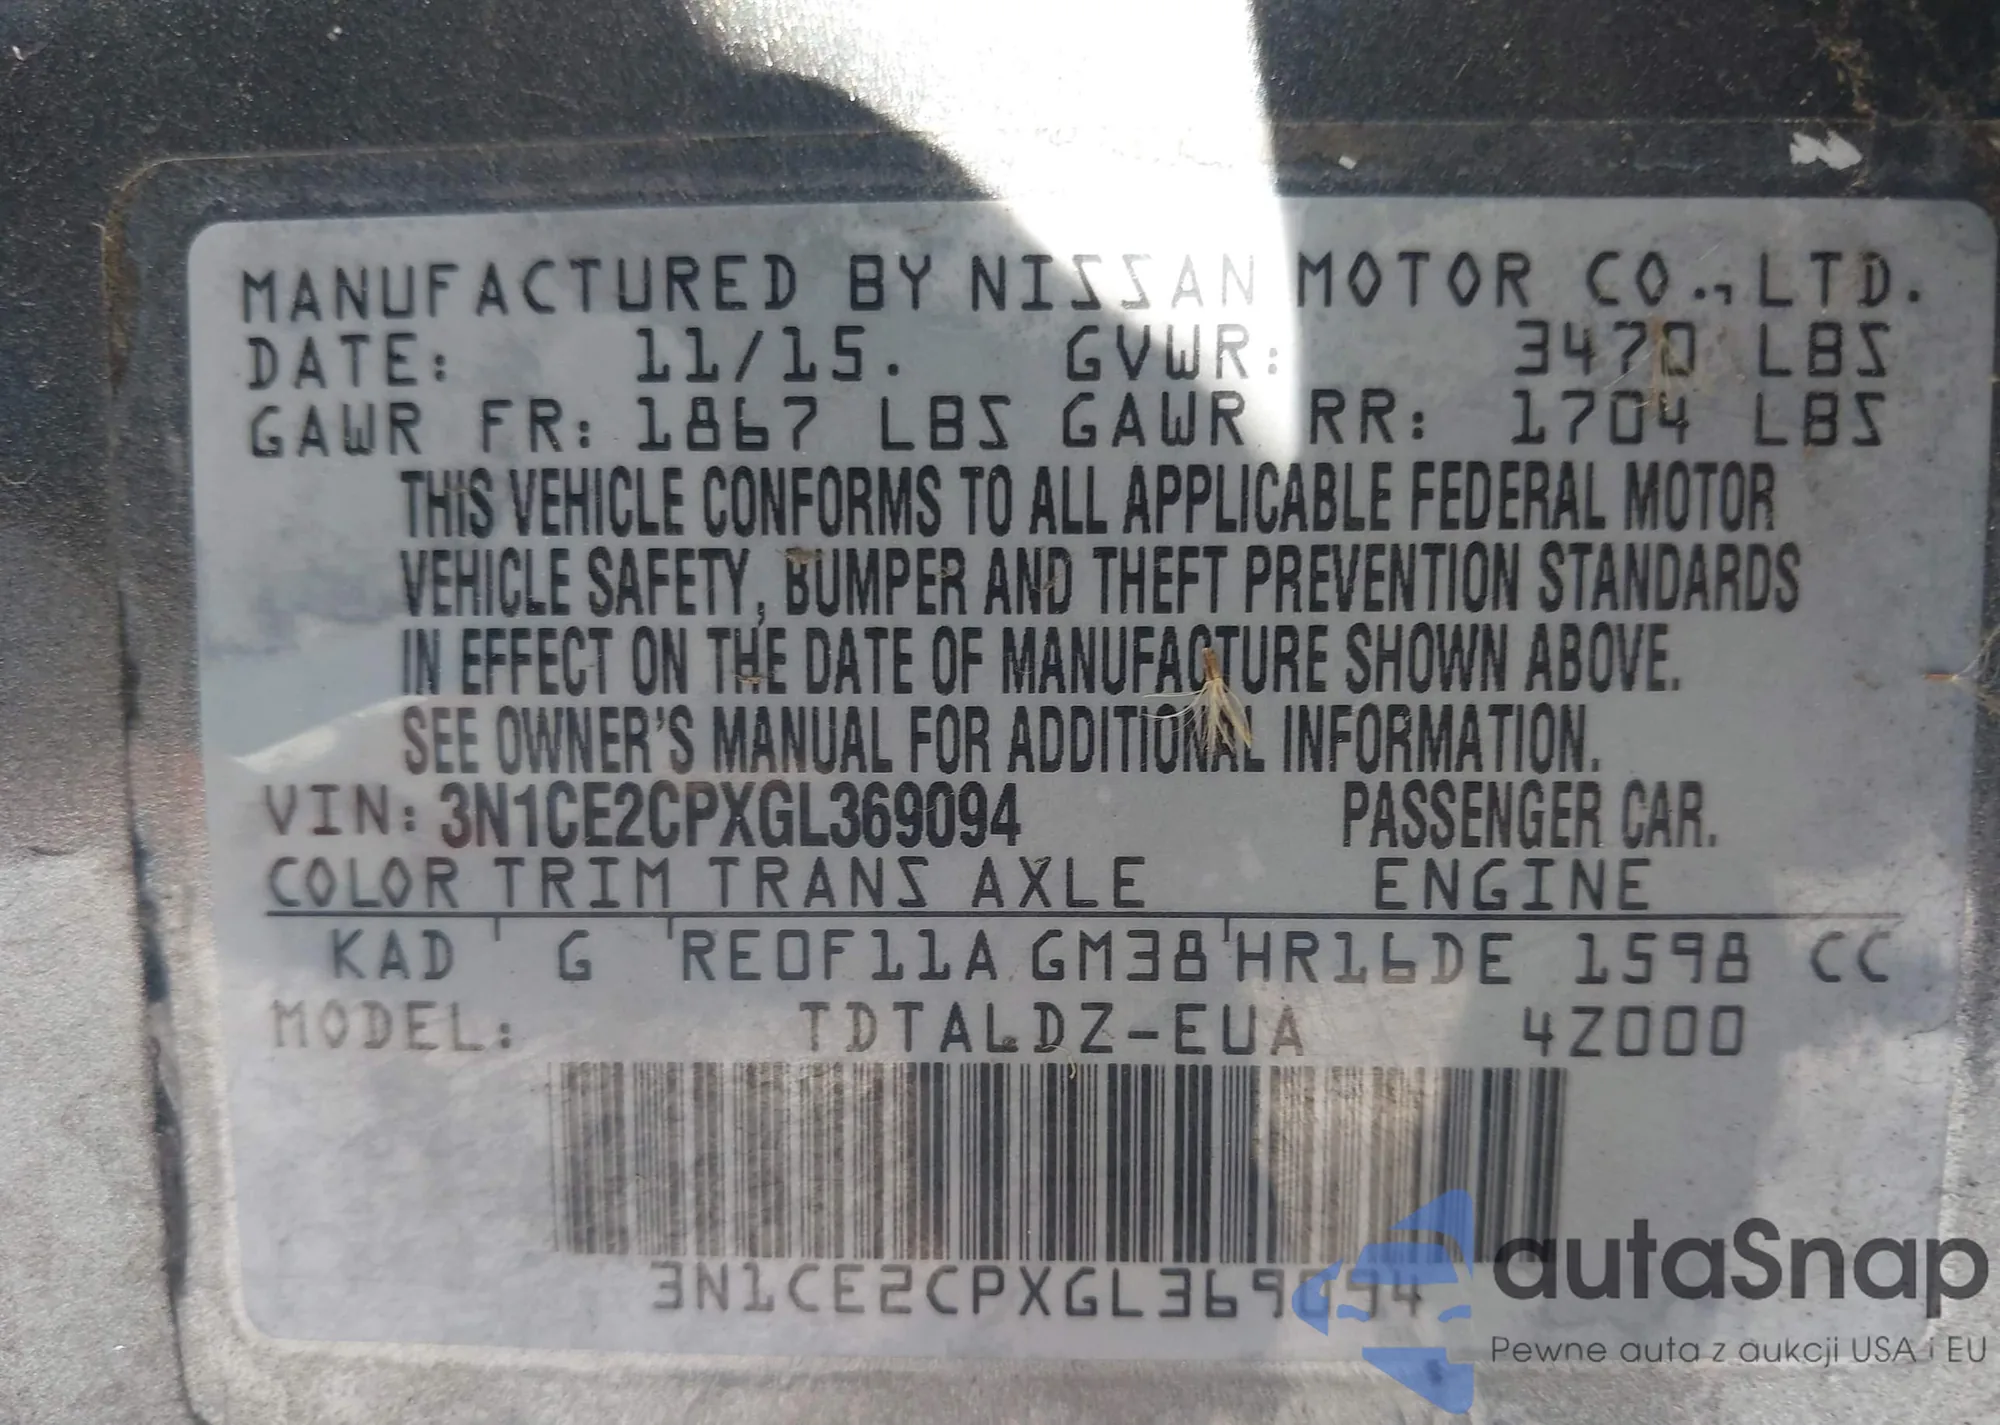 MANUFACTURED BY NISSAN MOTOR CO., LTD.
DATE: 11/15. GVWR: 3470 LBS
GAWR FR: 1867 LBS GAWR RR: 1704 LBS
THIS VEHICLE CONFORMS TO ALL APPLICABLE FEDERAL MOTOR
VEHICLE SAFETY, BUMPER AND THEFT PREVENTION STANDARDS
IN EFFECT ON THE DATE OF MANUFACTURE SHOWN ABOVE.
SEE OWNER'S MANUAL FOR ADDITIONAL INFORMATION.
VIN: 3N1CE2CPXGL369094 PASSENGER CAR.
COLOR TRIM TRANS AXLE ENGINE
KAD G RE0F11A GM38 HR16DE 1598 CC
MODEL: TDTALDZ-EUA 4Z000
3N1CE2CPXGL369094
autaSnap
Pewne auta z aukcji USA i EU